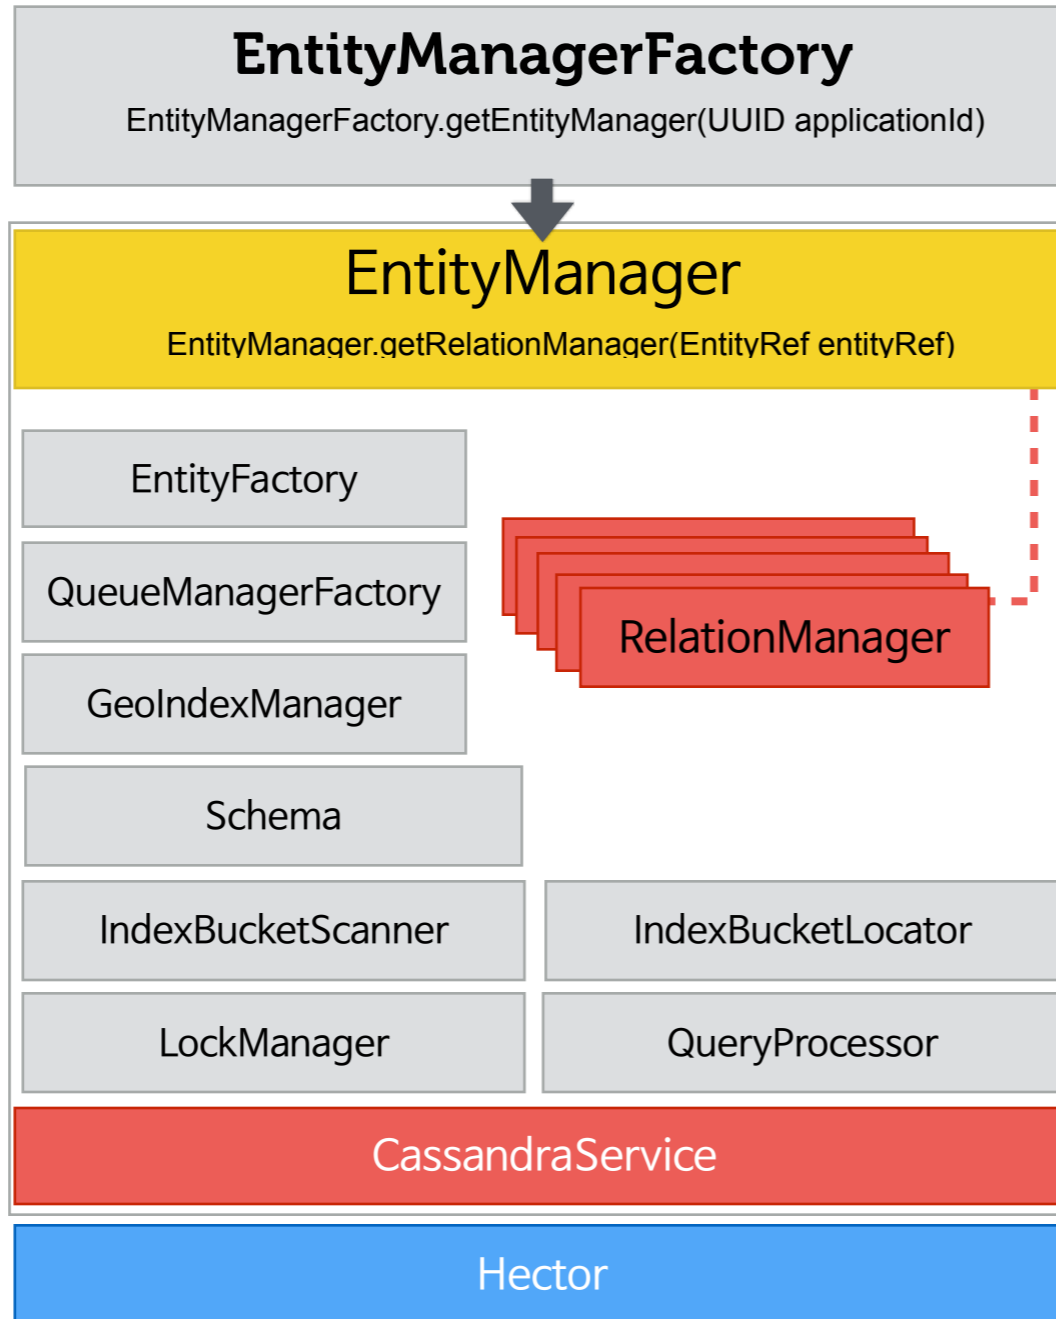 EntityManagerFactory
EntityManagerFactory.getEntityManager(UUID applicationId)
EntityManager
EntityManager.getRelationManager(EntityRef entityRef)
EntityFactory
QueueManagerFactory
RelationManager
GeoIndexManager
Schema
IndexBucketScanner
IndexBucketLocator
LockManager
QueryProcessor
CassandraService
Hector